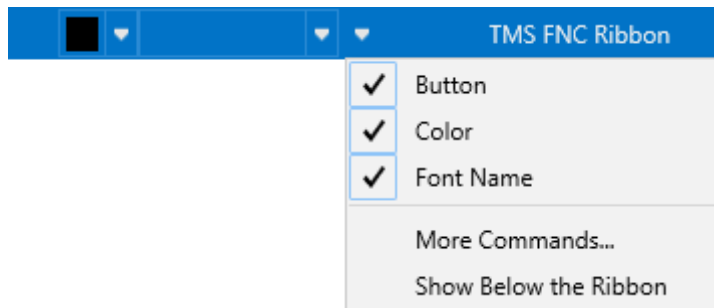 TMS FNC Ribbon
Button
Color
Font Name
More Commands...
Show Below the Ribbon